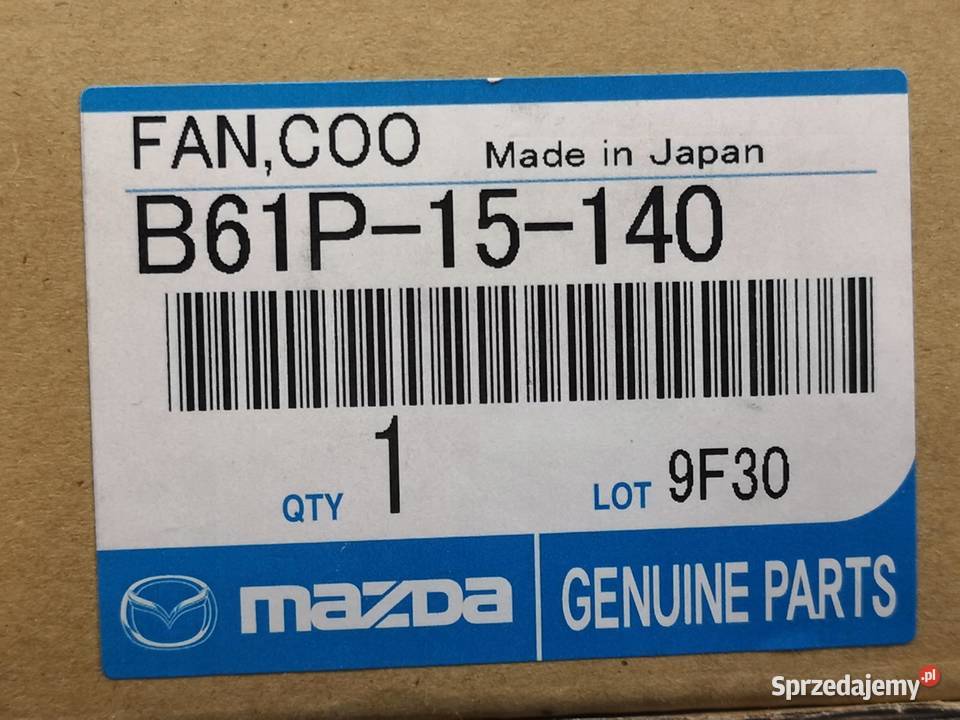 FAN,COO Made in Japan
B61P-15-140
QTY 1 LOT 9F30
mazda GENUINE PARTS
Sprzedajemy.pl